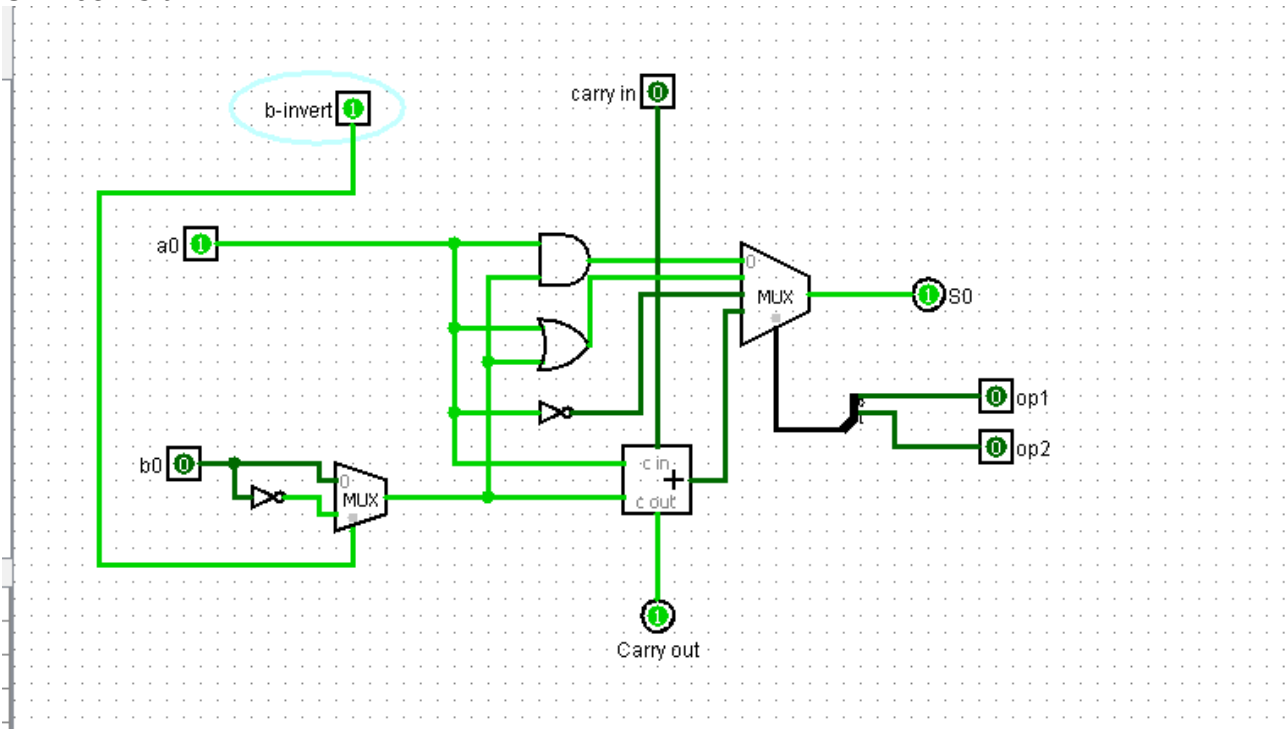 carry in 0
b-invert 1
a0 1
0
MUX
1 S0
0 op1
0 op2
b0 0
0
MUX
c in
+
c out
1
Carry out